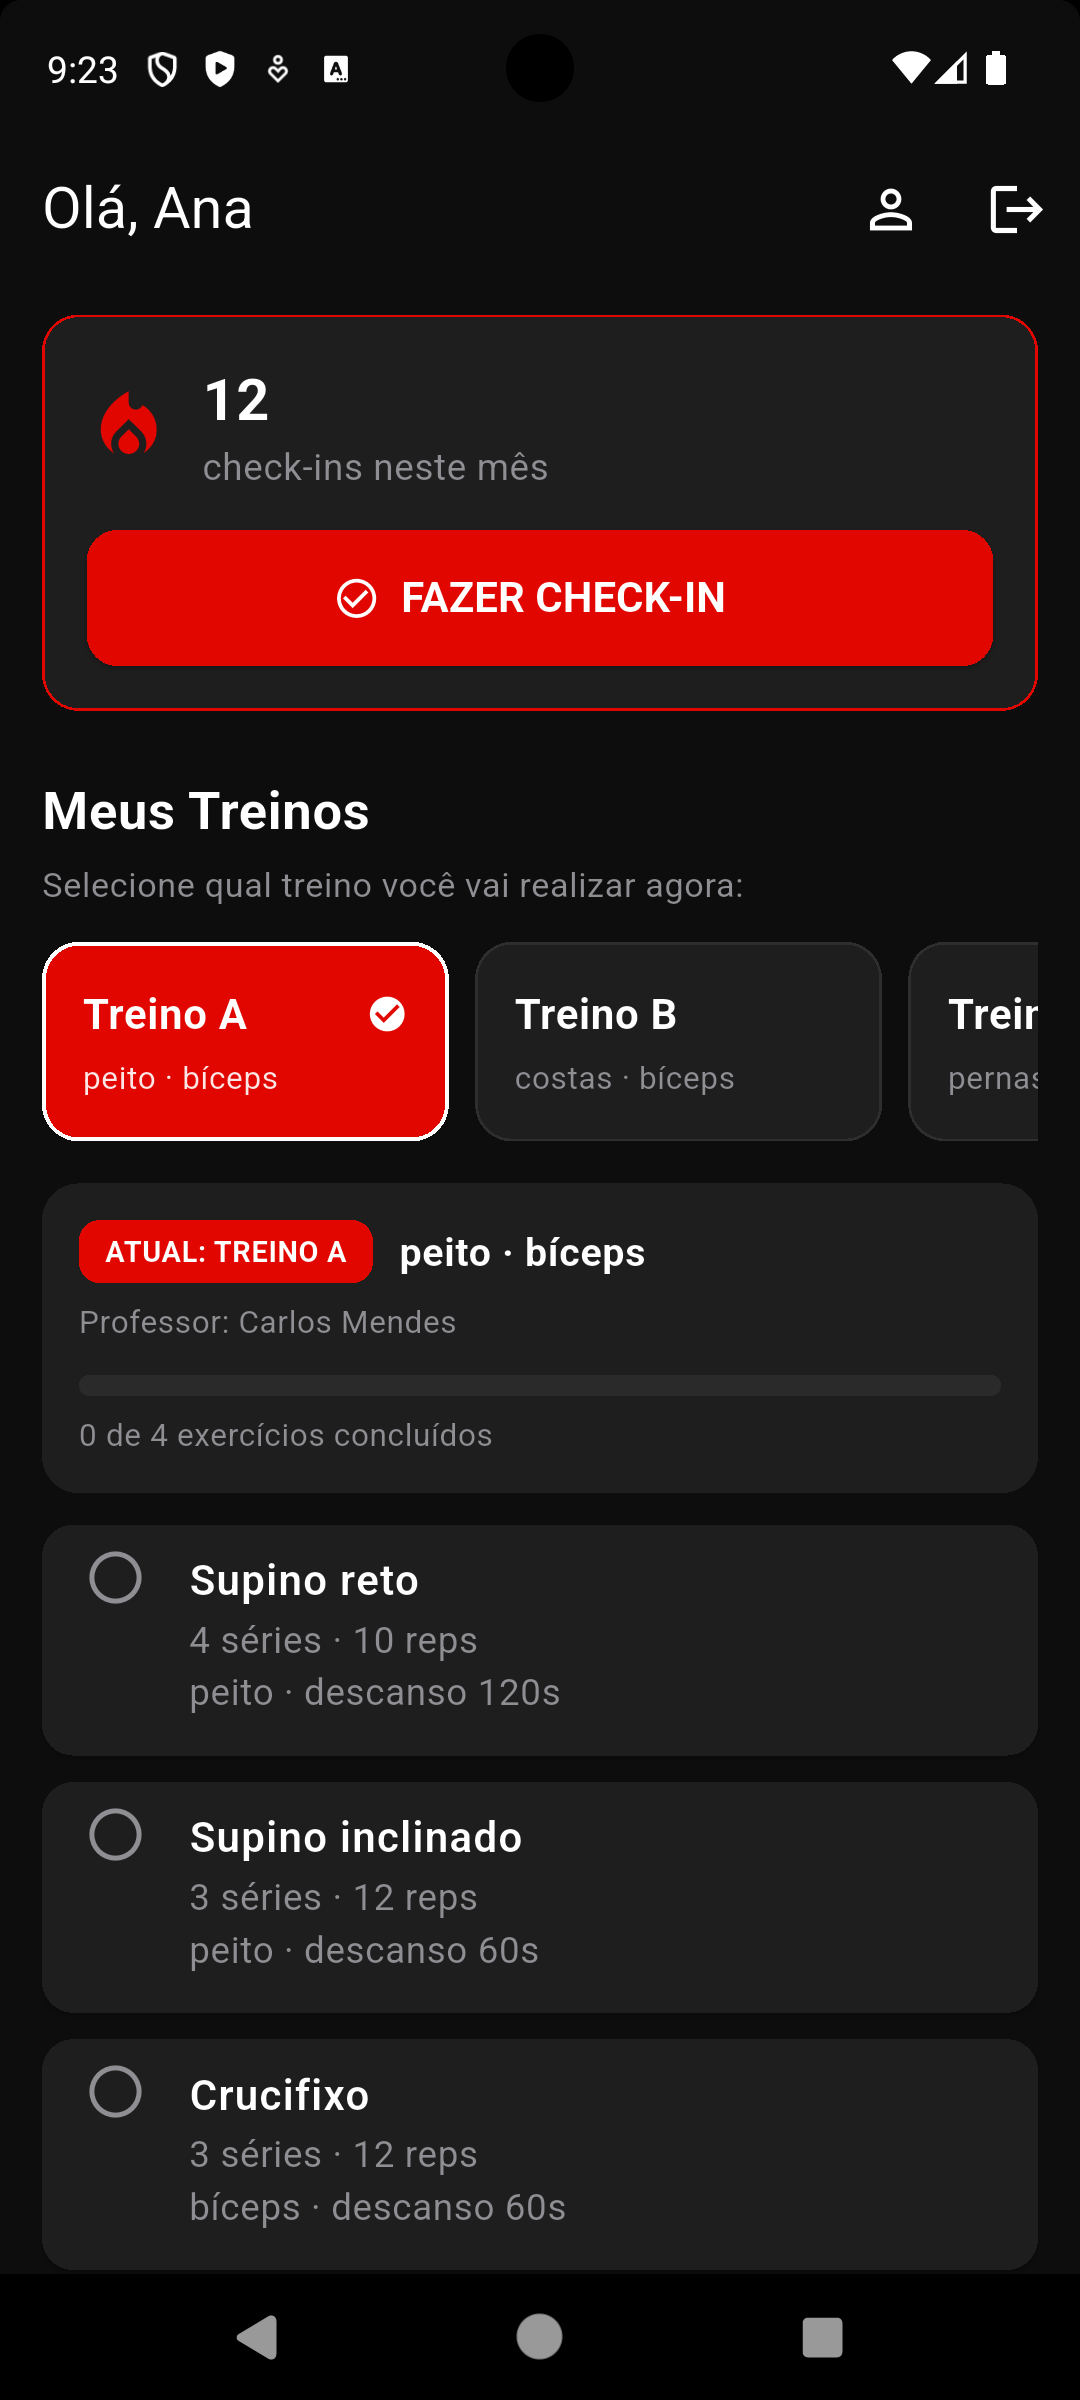 9:23
Olá, Ana
12
check-ins neste mês
FAZER CHECK-IN
Meus Treinos
Selecione qual treino você vai realizar agora:
Treino A
peito · bíceps
Treino B
costas · bíceps
Trein
pernas
ATUAL: TREINO A
peito · bíceps
Professor: Carlos Mendes
0 de 4 exercícios concluídos
Supino reto
4 séries · 10 reps
peito · descanso 120s
Supino inclinado
3 séries · 12 reps
peito · descanso 60s
Crucifixo
3 séries · 12 reps
bíceps · descanso 60s